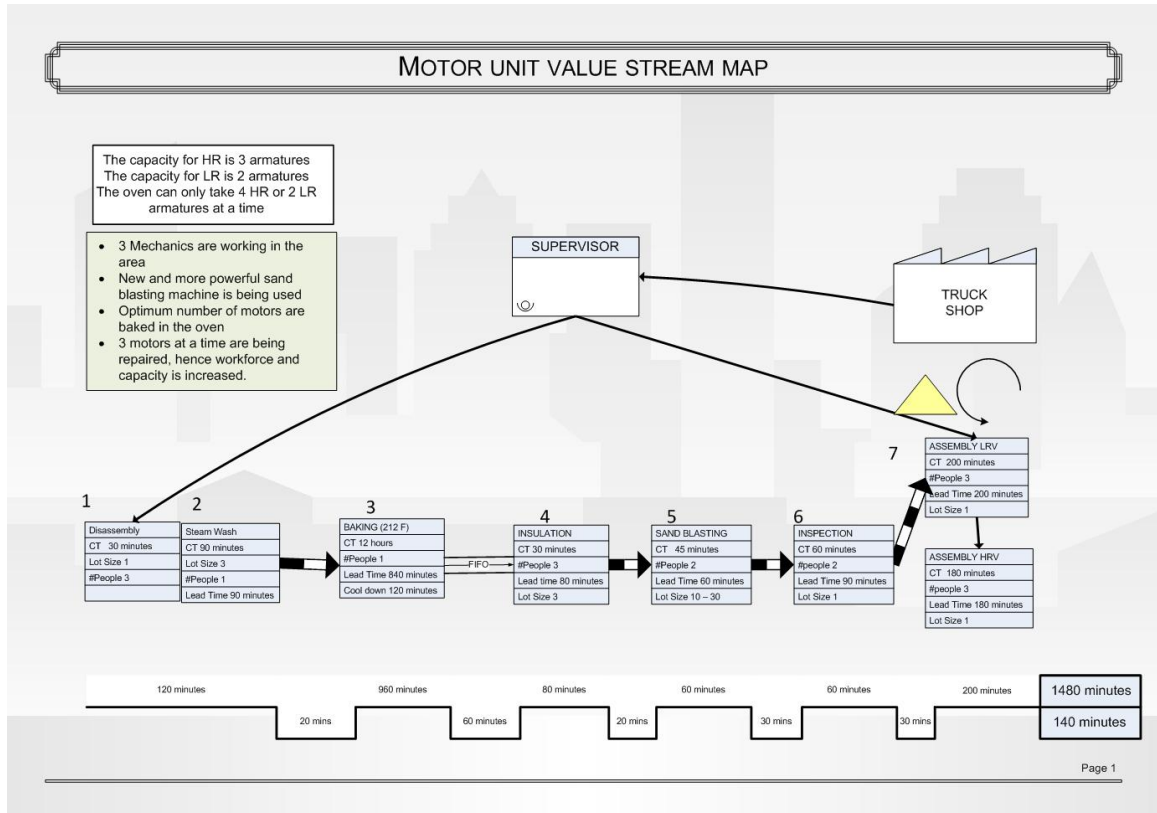 MOTOR UNIT VALUE STREAM MAP
The capacity for HR is 3 armatures
The capacity for LR is 2 armatures
The oven can only take 4 HR or 2 LR
armatures at a time
• 3 Mechanics are working in the
area
• New and more powerful sand
blasting machine is being used
• Optimum number of motors are
baked in the oven
• 3 motors at a time are being
repaired, hence workforce and
capacity is increased.
SUPERVISOR
TRUCK
SHOP
1
Disassembly
CT 30 minutes
Lot Size 1
#People 3
2
Steam Wash
CT 90 minutes
Lot Size 3
#People 1
Lead Time 90 minutes
3
BAKING (212 F)
CT 12 hours
#People 1
Lead Time 840 minutes
Cool down 120 minutes
FIFO
4
INSULATION
CT 30 minutes
#People 3
Lead time 80 minutes
Lot Size 3
5
SAND BLASTING
CT 45 minutes
#People 2
Lead Time 60 minutes
Lot Size 10 – 30
6
INSPECTION
CT 60 minutes
#people 2
Lead Time 90 minutes
Lot Size 1
7
ASSEMBLY LRV
CT 200 minutes
#People 3
Lead Time 200 minutes
Lot Size 1
ASSEMBLY HRV
CT 180 minutes
#people 3
Lead Time 180 minutes
Lot Size 1
120 minutes
960 minutes
80 minutes
60 minutes
60 minutes
200 minutes
1480 minutes
20 mins
60 minutes
20 mins
30 mins
30 mins
140 minutes
Page 1